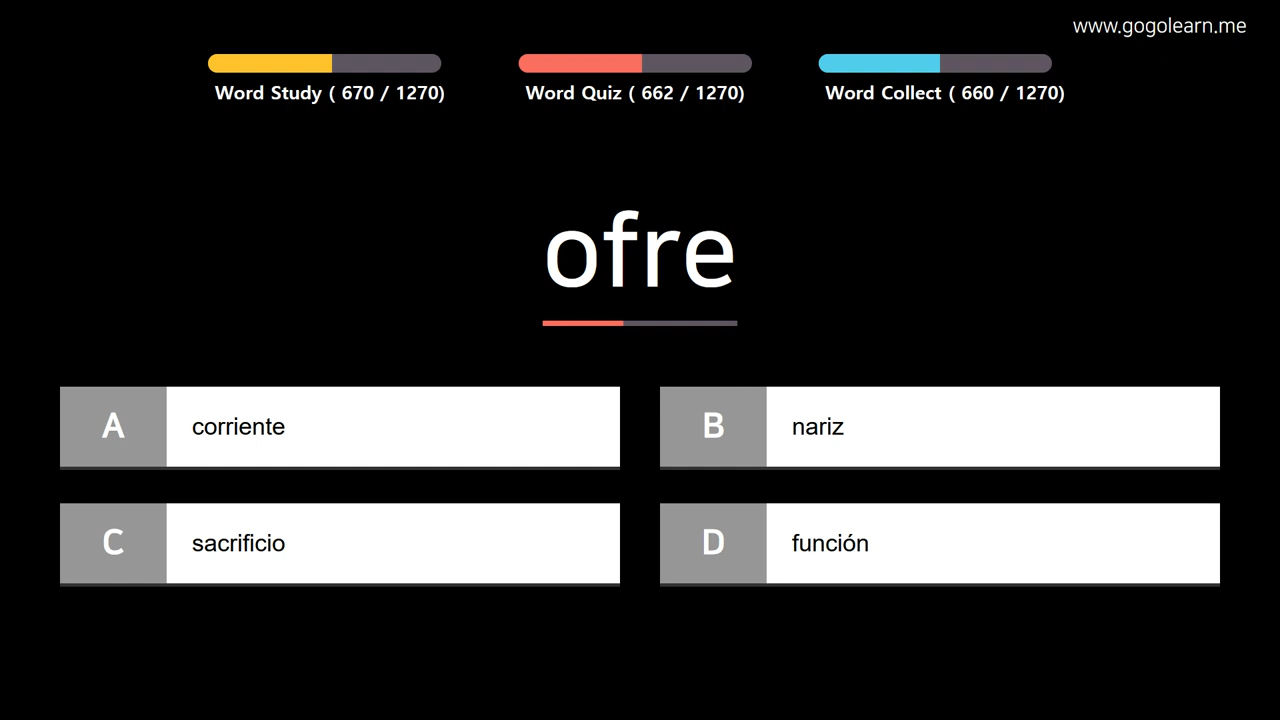 www.gogolearn.me
Word Study ( 670 / 1270)
Word Quiz ( 662 / 1270)
Word Collect ( 660 / 1270)
ofre
A corriente
B nariz
C sacrificio
D función